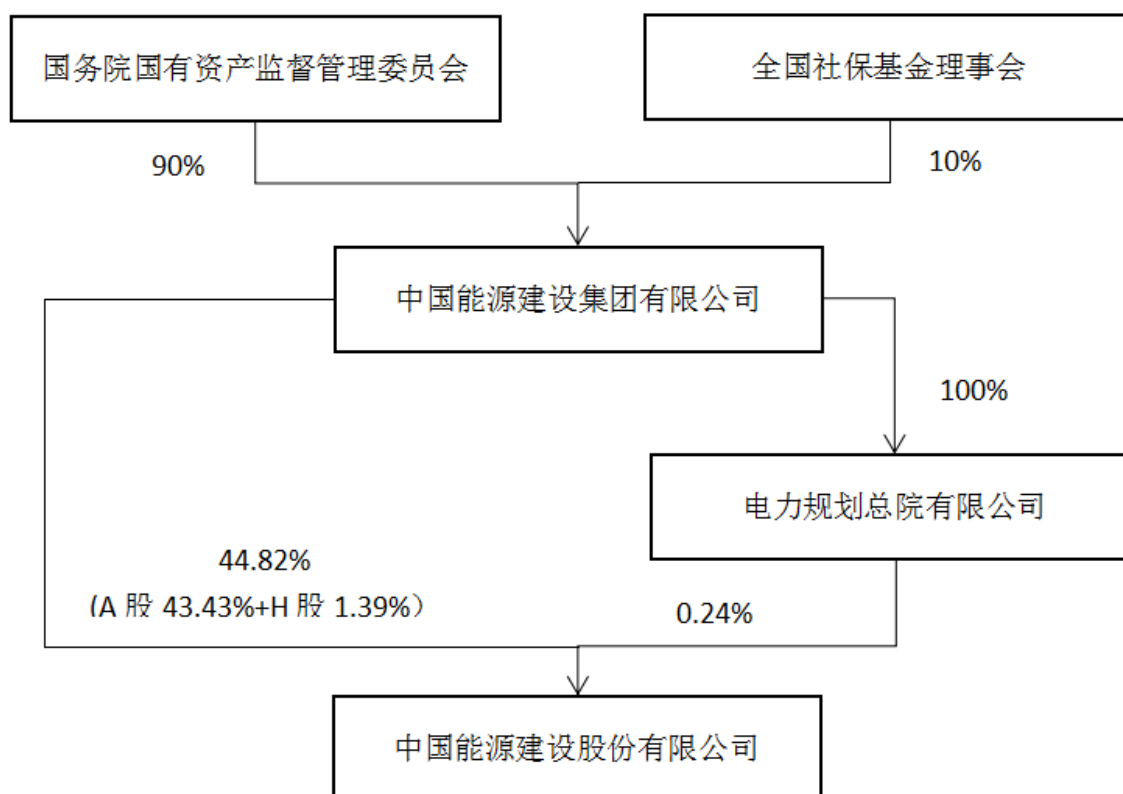 国务院国有资产监督管理委员会
全国社保基金理事会
90%
10%
中国能源建设集团有限公司
100%
电力规划总院有限公司
44.82%
(A 股 43.43%+H 股 1.39%）
0.24%
中国能源建设股份有限公司